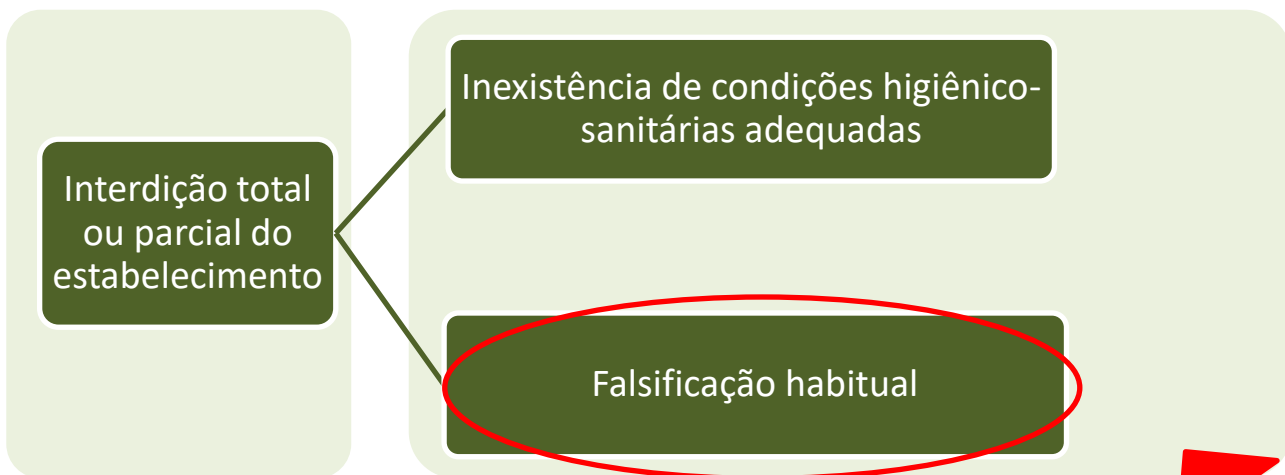 Interdição total
ou parcial do
estabelecimento
Inexistência de condições higiênico-
sanitárias adequadas
Falsificação habitual